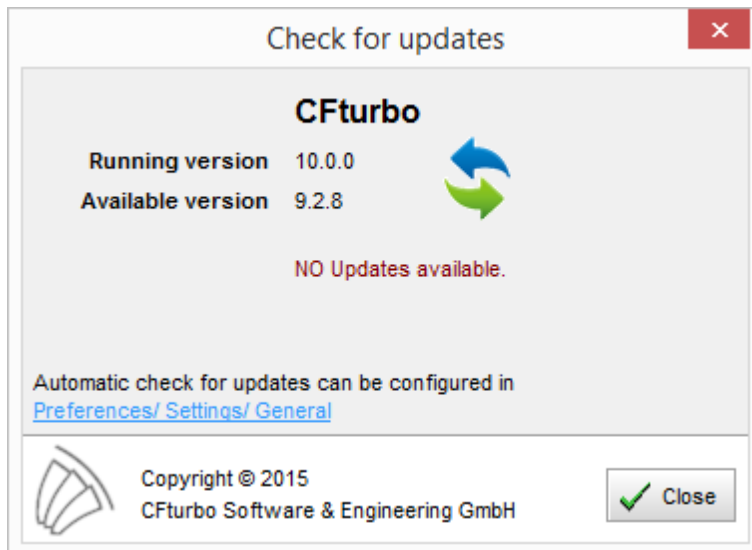 Check for updates
CFturbo
Running version 10.0.0
Available version 9.2.8
NO Updates available.
Automatic check for updates can be configured in
Preferences/ Settings/ General
Copyright © 2015
CFturbo Software & Engineering GmbH
Close